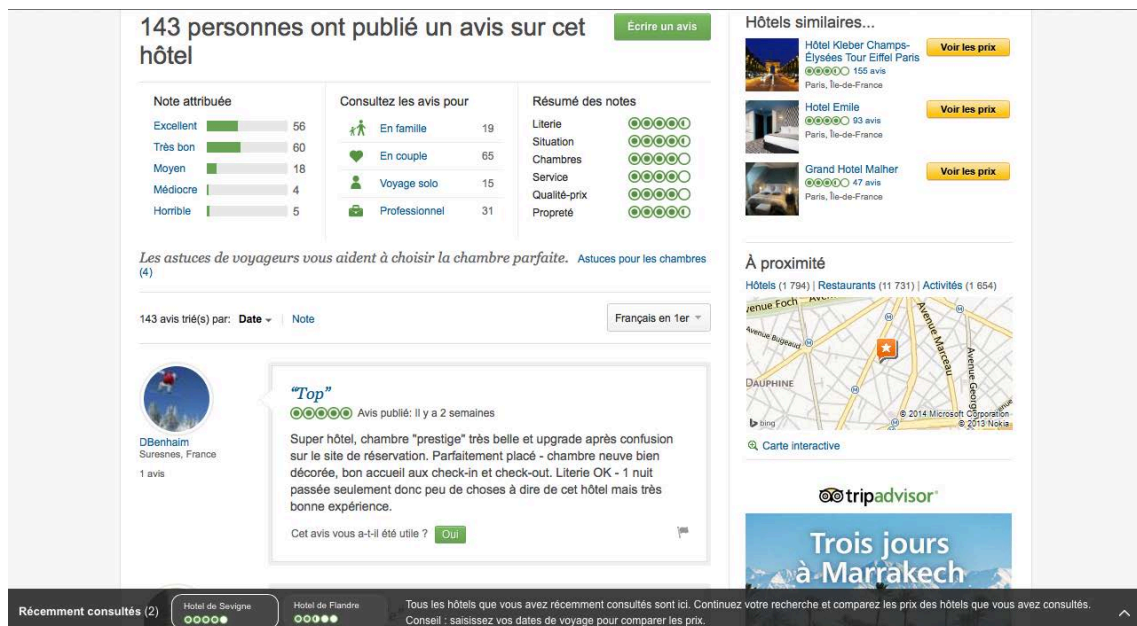 143 personnes ont publié un avis sur cet
hôtel
Écrire un avis
Note attribuée
Excellent 56
Très bon 60
Moyen 18
Médiocre 4
Horrible 5
Consultez les avis pour
En famille 19
En couple 65
Voyage solo 15
Professionnel 31
Résumé des notes
Literie
Situation
Chambres
Service
Qualité-prix
Propreté
Les astuces de voyageurs vous aident à choisir la chambre parfaite. Astuces pour les chambres
(4)
143 avis trié(s) par: Date Note
Français en 1er
DBenhaim
Suresnes, France
1 avis
“Top”
Avis publié: il y a 2 semaines
Super hôtel, chambre "prestige" très belle et upgrade après confusion
sur le site de réservation. Parfaitement placé - chambre neuve bien
décorée, bon accueil aux check-in et check-out. Literie OK - 1 nuit
passée seulement donc peu de choses à dire de cet hôtel mais très
bonne expérience.
Cet avis vous a-t-il été utile ? Oui
Hôtels similaires...
Hôtel Kleber Champs-
Élysées Tour Eiffel Paris
155 avis
Paris, Île-de-France
Voir les prix
Hotel Emile
93 avis
Paris, Île-de-France
Voir les prix
Grand Hotel Malher
47 avis
Paris, Île-de-France
Voir les prix
À proximité
Hôtels (1 794) | Restaurants (11 731) | Activités (1 654)
Avenue Bugeaud
Avenue Marceau
DAUPHINE
© 2014 Microsoft Corporation
© 2013 Nokia
bing
Carte interactive
tripadvisor
Trois jours
à Marrakech
Récemment consultés (2)
Hotel de Sevigne
Hotel de Flandre
Tous les hôtels que vous avez récemment consultés sont ici. Continuez votre recherche et comparez les prix des hôtels que vous avez consultés.
Conseil : saisissez vos dates de voyage pour comparer les prix.